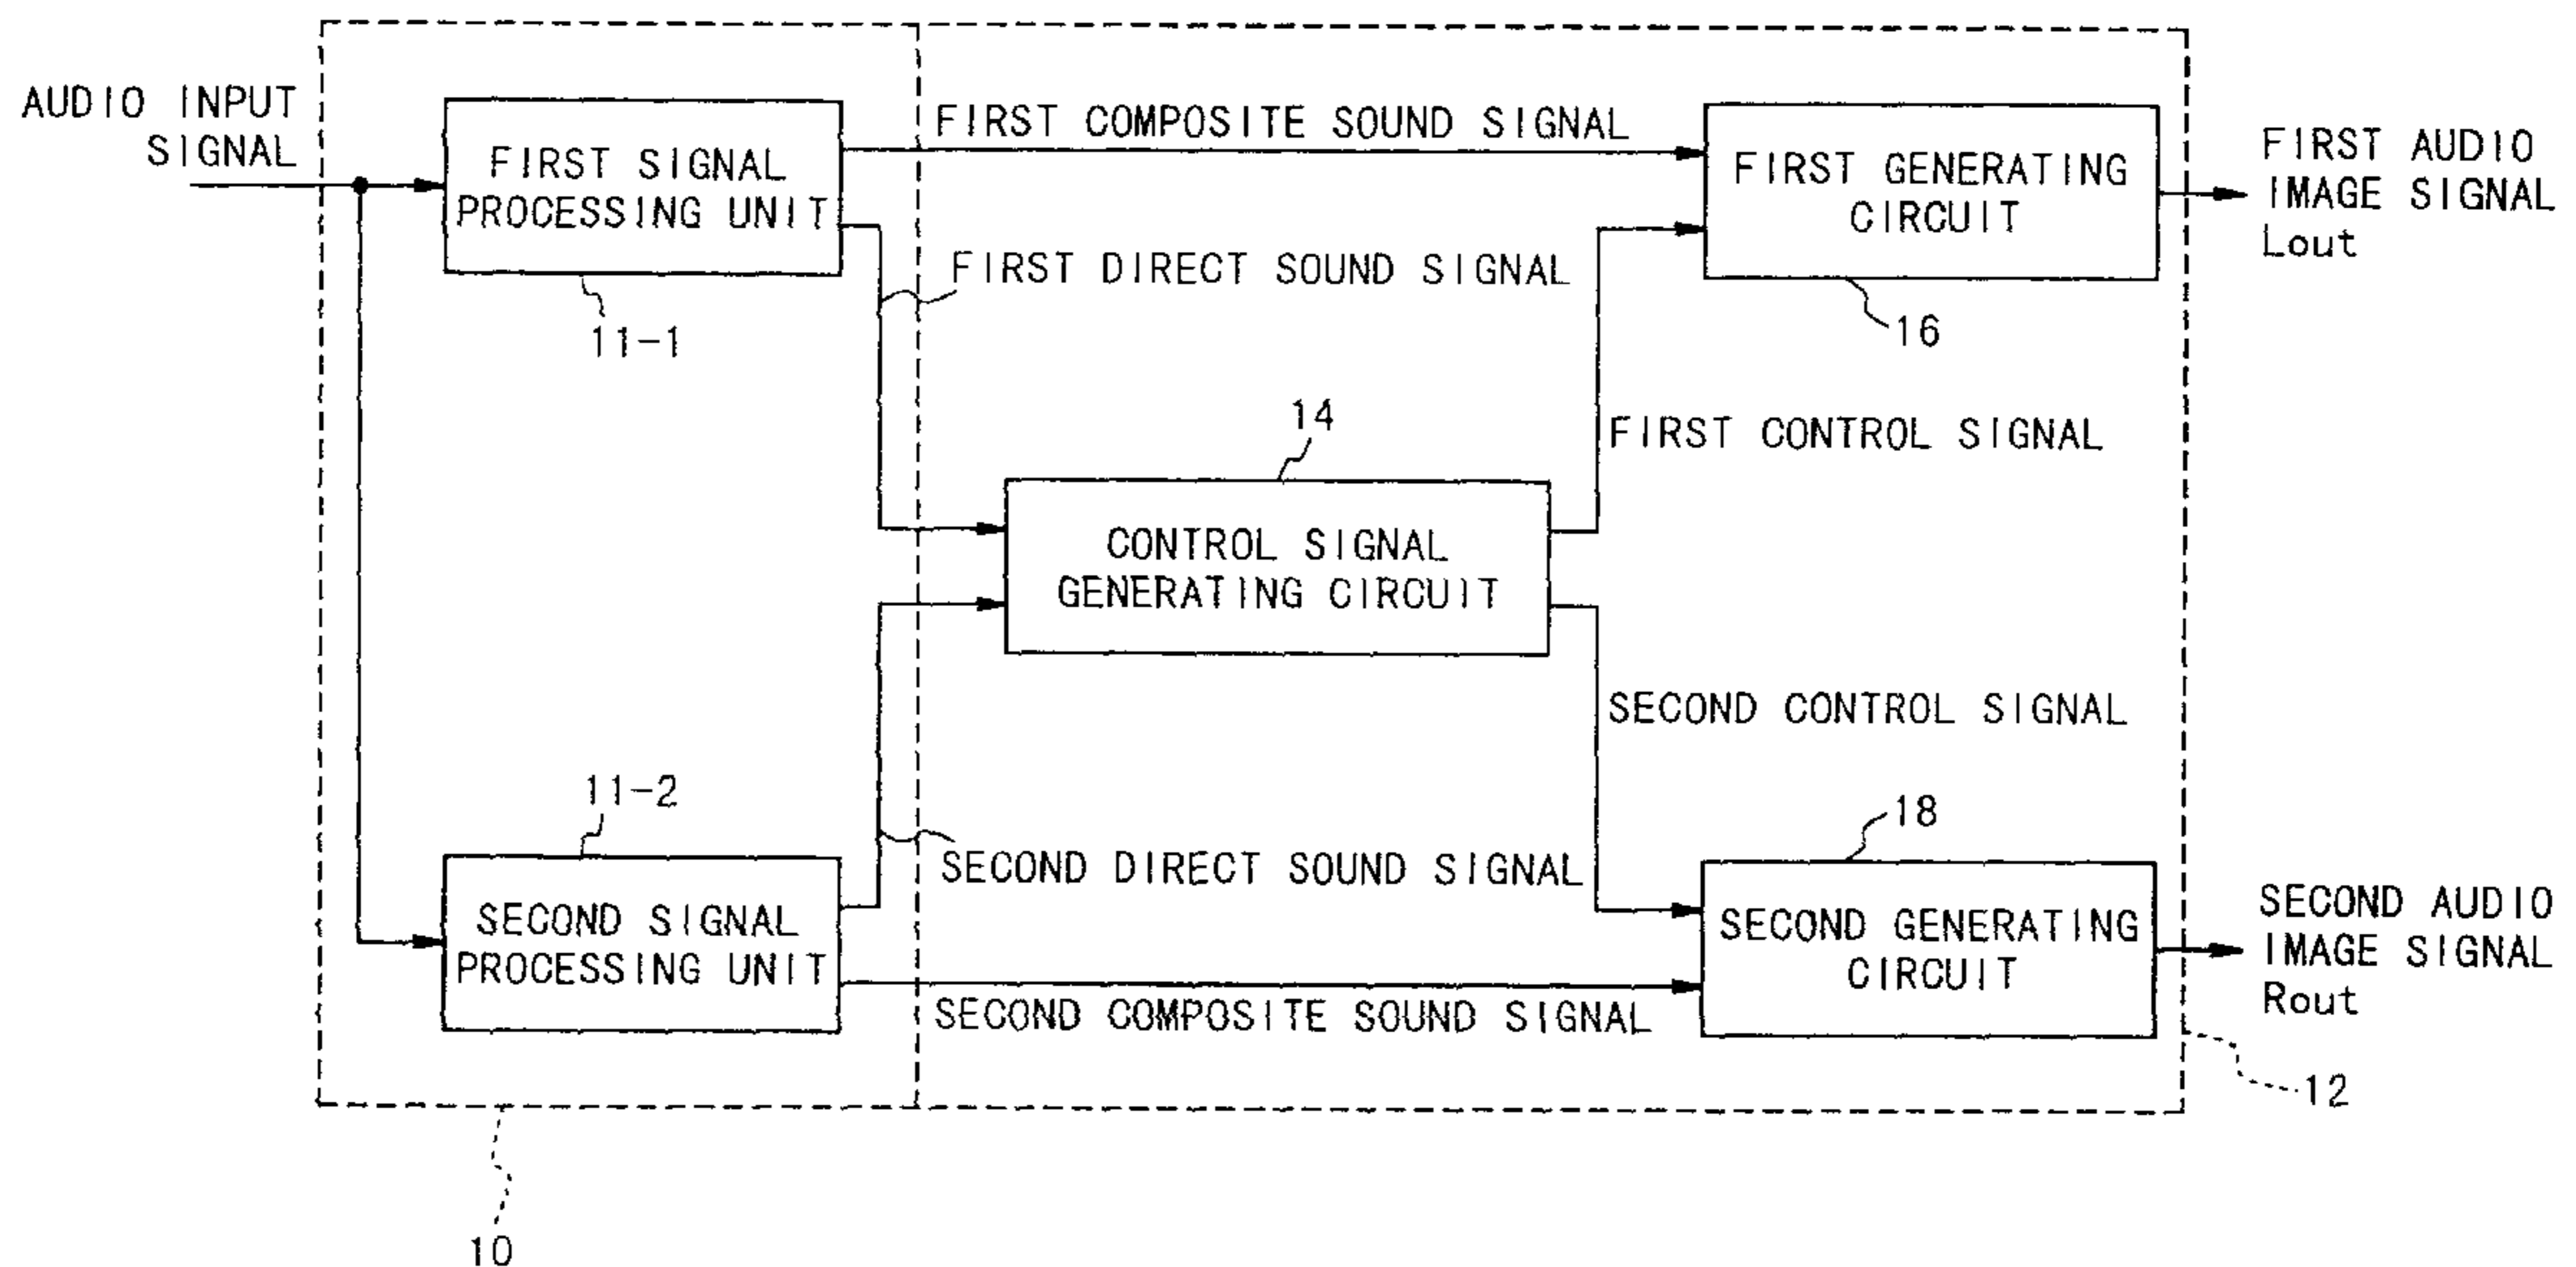 AUDIO INPUT
SIGNAL
FIRST SIGNAL
PROCESSING UNIT
11-1
FIRST COMPOSITE SOUND SIGNAL
FIRST DIRECT SOUND SIGNAL
FIRST GENERATING
CIRCUIT
16
FIRST AUDIO
IMAGE SIGNAL
Lout
14
CONTROL SIGNAL
GENERATING CIRCUIT
FIRST CONTROL SIGNAL
SECOND CONTROL SIGNAL
11-2
SECOND SIGNAL
PROCESSING UNIT
SECOND DIRECT SOUND SIGNAL
SECOND COMPOSITE SOUND SIGNAL
18
SECOND GENERATING
CIRCUIT
SECOND AUDIO
IMAGE SIGNAL
Rout
12
10